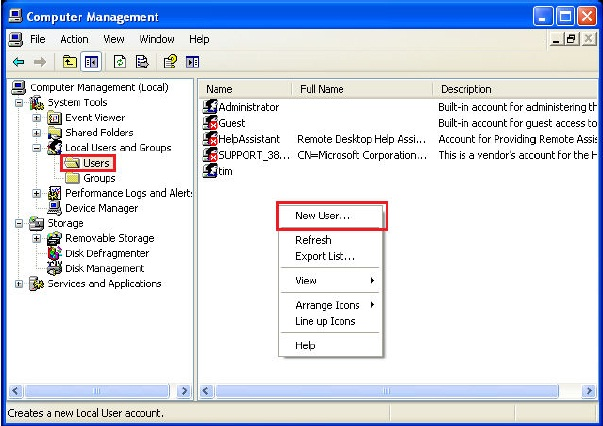 Computer Management
File Action View Window Help
Computer Management (Local)
System Tools
Event Viewer
Shared Folders
Local Users and Groups
Users
Groups
Performance Logs and Alert:
Device Manager
Storage
Removable Storage
Disk Defragmenter
Disk Management
Services and Applications
Name Full Name Description
Administrator Built-in account for administering th
Guest Built-in account for guest access to
HelpAssistant Remote Desktop Help Assi... Account for Providing Remote Assis
SUPPORT_38... CN=Microsoft Corporation... This is a vendor's account for the H
tim
New User...
Refresh
Export List...
View
Arrange Icons
Line up Icons
Help
Creates a new Local User account.